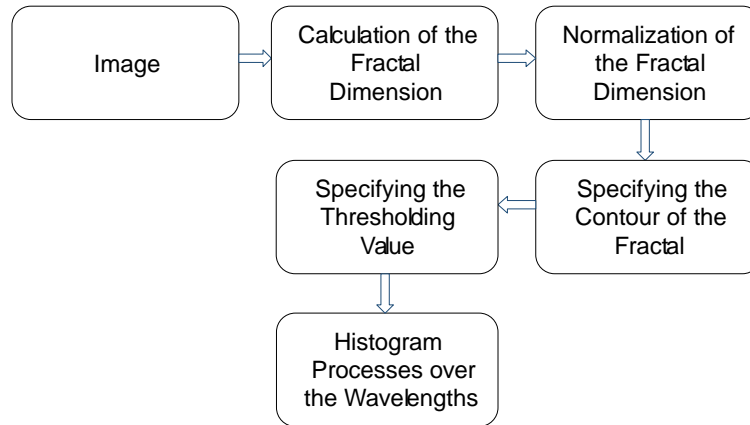 Image
Calculation of the
Fractal
Dimension
Normalization of
of the Fractal
Dimension
Specifying the
Contour of the
Fractal
Specifying the
Thresholding
Value
Histogram
Processes over
the Wavelengths